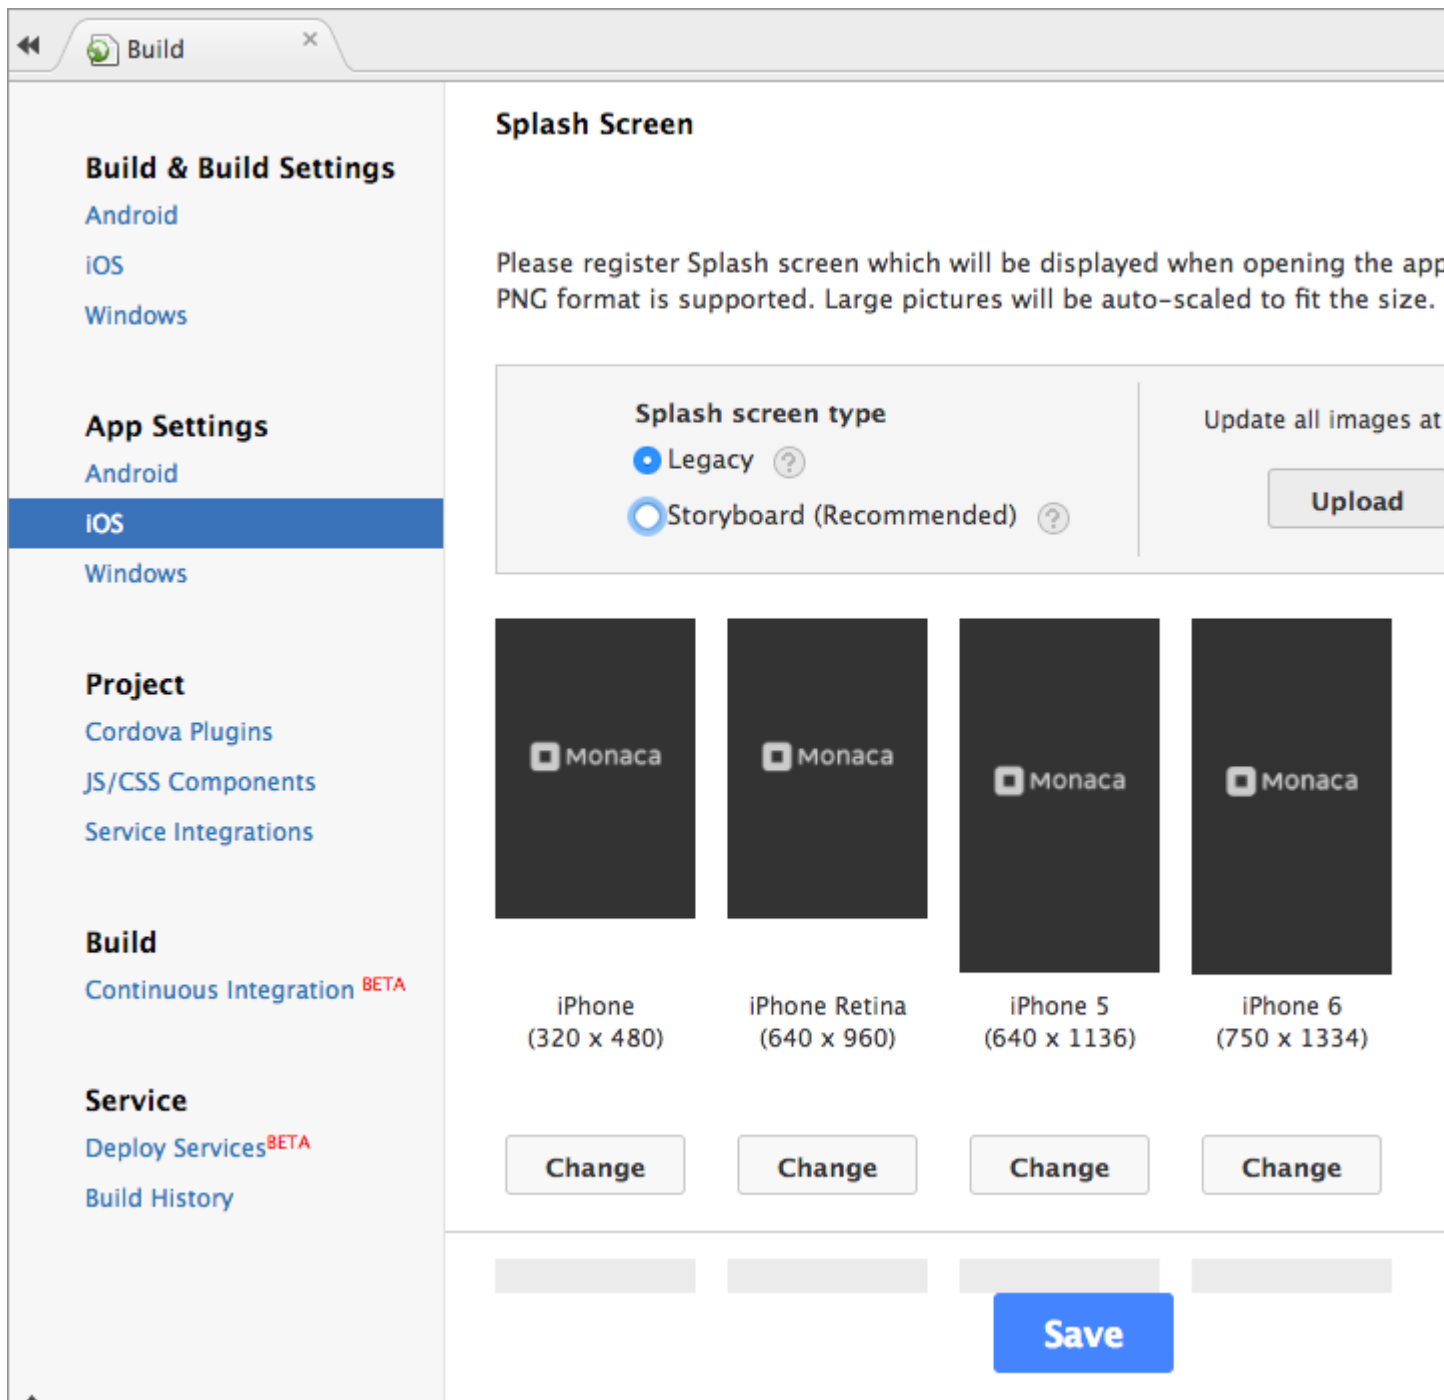 Build
Build & Build Settings
Android
iOS
Windows
App Settings
Android
iOS
Windows
Project
Cordova Plugins
JS/CSS Components
Service Integrations
Build
Continuous Integration BETA
Service
Deploy Services BETA
Build History
Splash Screen
Please register Splash screen which will be displayed when opening the app
PNG format is supported. Large pictures will be auto-scaled to fit the size.
Splash screen type
Legacy ?
Storyboard (Recommended) ?
Update all images at
Upload
Monaca
Monaca
Monaca
Monaca
iPhone
(320 x 480)
iPhone Retina
(640 x 960)
iPhone 5
(640 x 1136)
iPhone 6
(750 x 1334)
Change
Change
Change
Change
Save